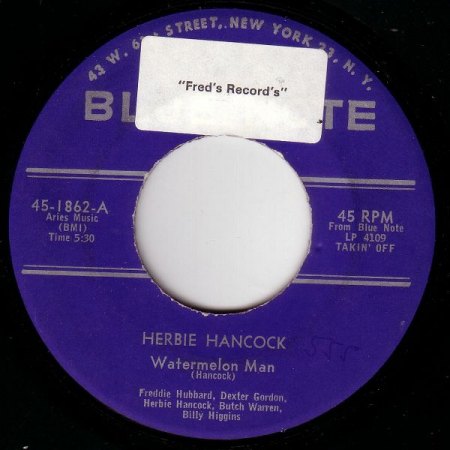 43 W. 6 STREET, NEW YORK 23, N. Y.
"Fred's Record's"
BL TE
45-1862-A
Aries Music
(BMI)
Time 5:30
45 RPM
From Blue Note
LP 4109
TAKIN' OFF
HERBIE HANCOCK
Watermelon Man
(Hancock)
Freddie Hubbard, Dexter Gordon,
Herbie Hancock, Butch Warren,
Billy Higgins